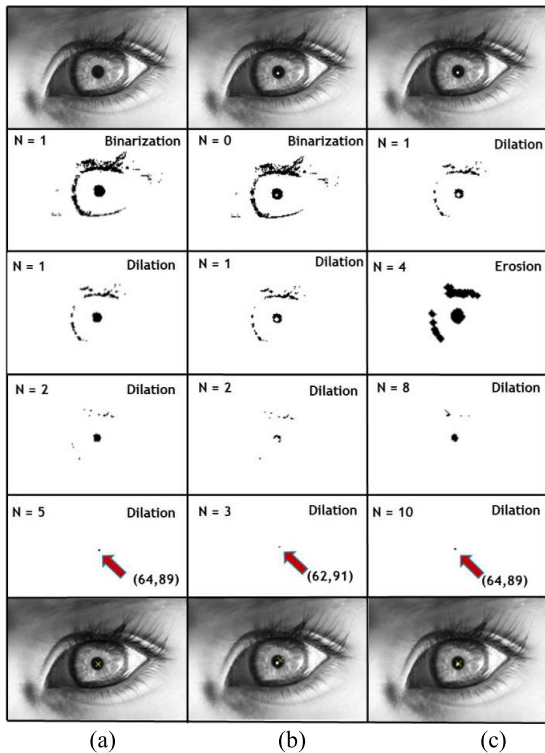 N = 1 Binarization
N = 0 Binarization
N = 1 Dilation
N = 1 Dilation
N = 1 Dilation
N = 4 Erosion
N = 2 Dilation
N = 2 Dilation
N = 8 Dilation
N = 5 Dilation
(64,89)
N = 3 Dilation
(62,91)
N = 10 Dilation
(64,89)
(a) (b) (c)